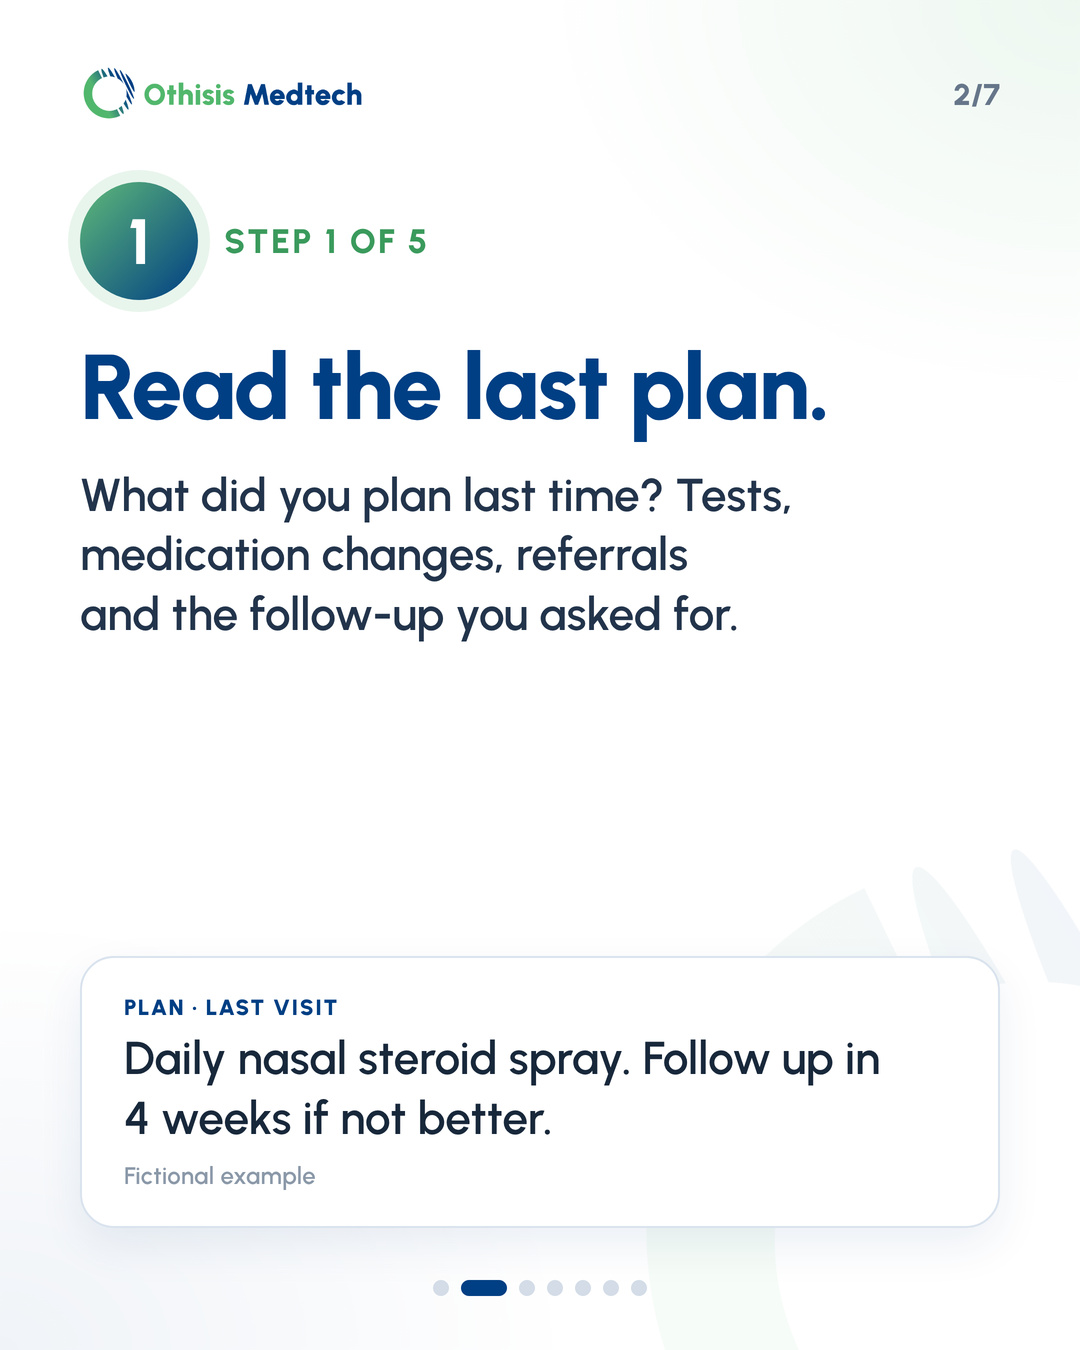 Othisis Medtech
2/7
1
STEP 1 OF 5
Read the last plan.
What did you plan last time? Tests,
medication changes, referrals
and the follow-up you asked for.
PLAN · LAST VISIT
Daily nasal steroid spray. Follow up in
4 weeks if not better.
Fictional example